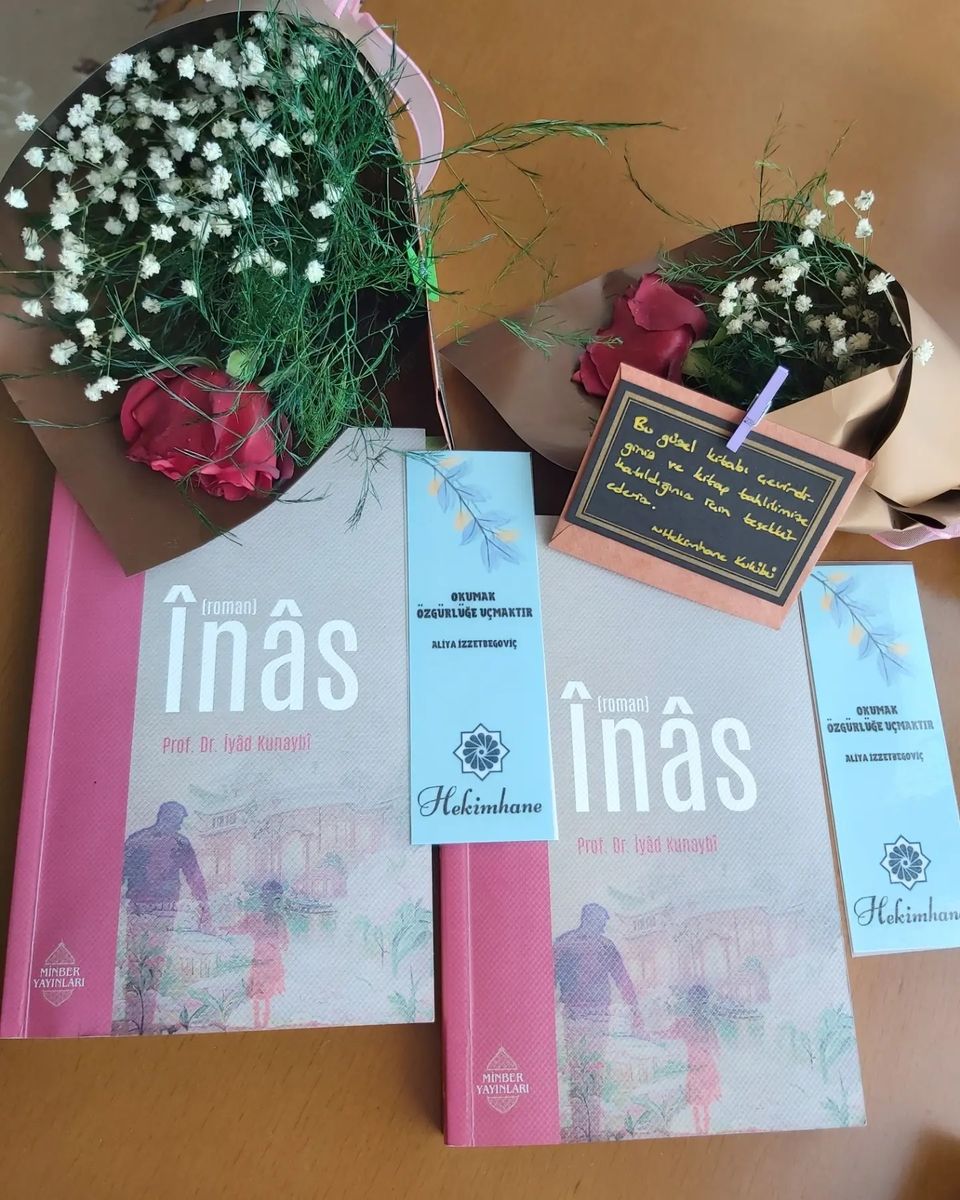 Bu güzel kitabı çevirdi-
ğiniz ve kitap tahlilimize
katıldığınız için teşekkür
ederiz.
~Hekimhane Kulübü
(roman)
Înâs
Prof. Dr. İyâd Kunaybî
MİNBER
YAYINLARI
OKUMAK
ÖZGÜRLÜĞE UÇMAKTIR
ALİYA İZZETBEGOVİÇ
Hekimhane
(roman)
Înâs
Prof. Dr. İyâd Kunaybî
MİNBER
YAYINLARI
OKUMAK
ÖZGÜRLÜĞE UÇMAKTIR
ALİYA İZZETBEGOVİÇ
Hekimhane